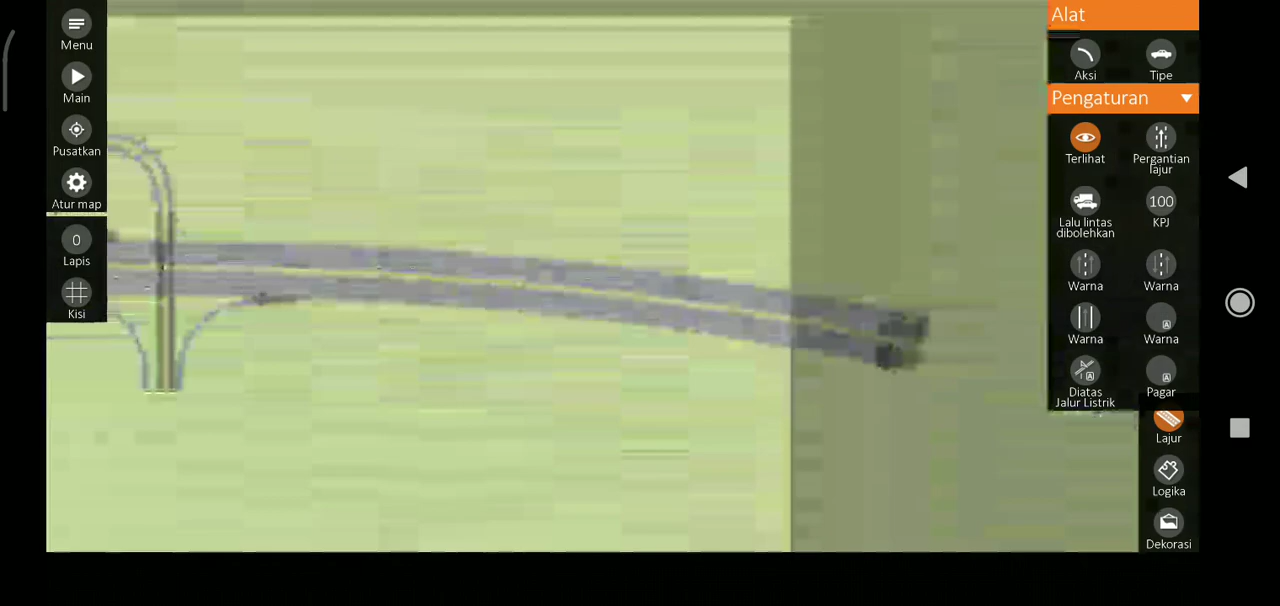 Menu
Main
Pusatkan
Atur map
0
Lapis
Kisi
Alat
Aksi
Tipe
Pengaturan
Terlihat
Pergantian
lajur
Lalu lintas
dibolehkan
100
KPJ
Warna
Warna
Warna
A
Warna
A
Diatas
Jalur Listrik
A
Pagar
Lajur
Logika
Dekorasi